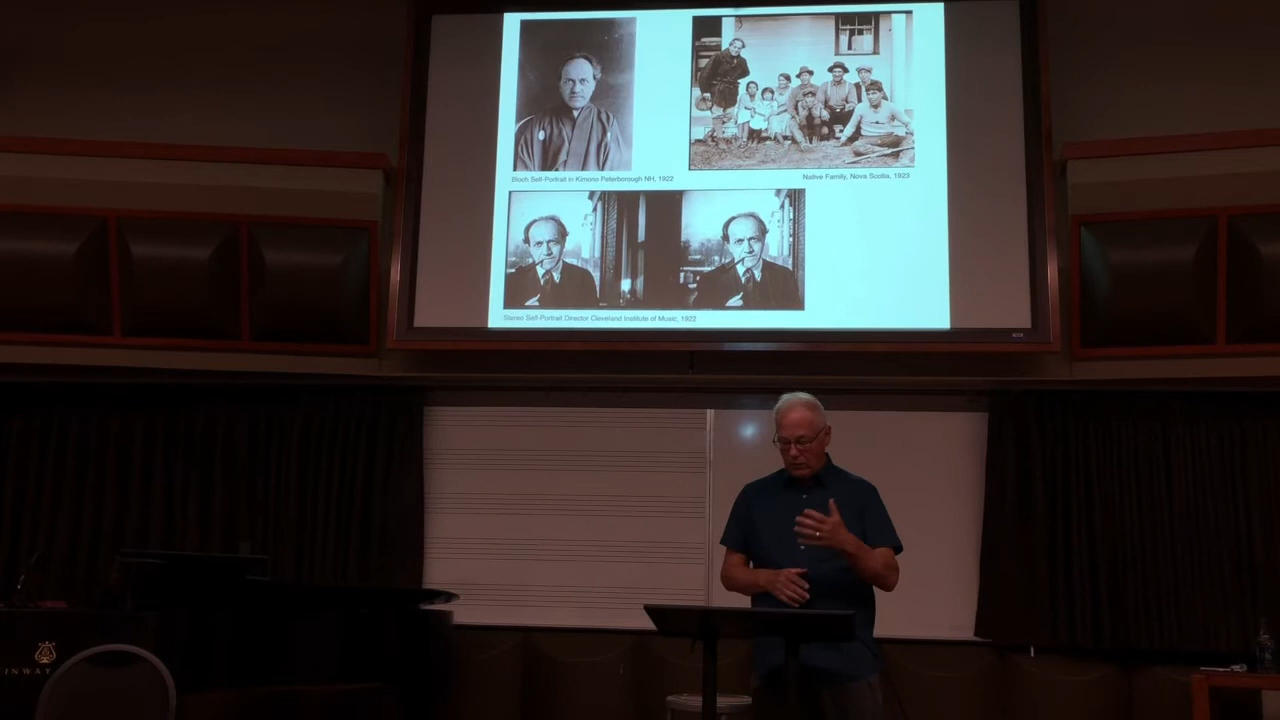 Bloch Self-Portrait in Kimono Peterborough NH, 1922
Native Family, Nova Scotia, 1923
Stereo Self-Portrait Director Cleveland Institute of Music, 1922
INWAY